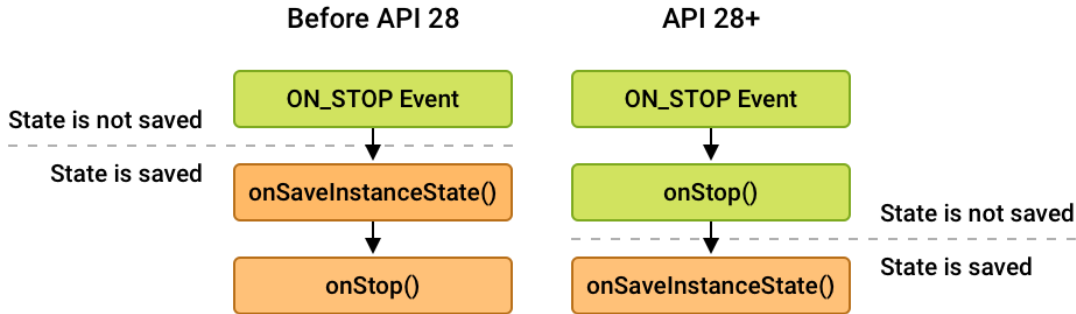 Before API 28
API 28+
ON_STOP Event
ON_STOP Event
State is not saved
State is saved
onSaveInstanceState()
onStop()
State is not saved
onStop()
onSaveInstanceState()
State is saved